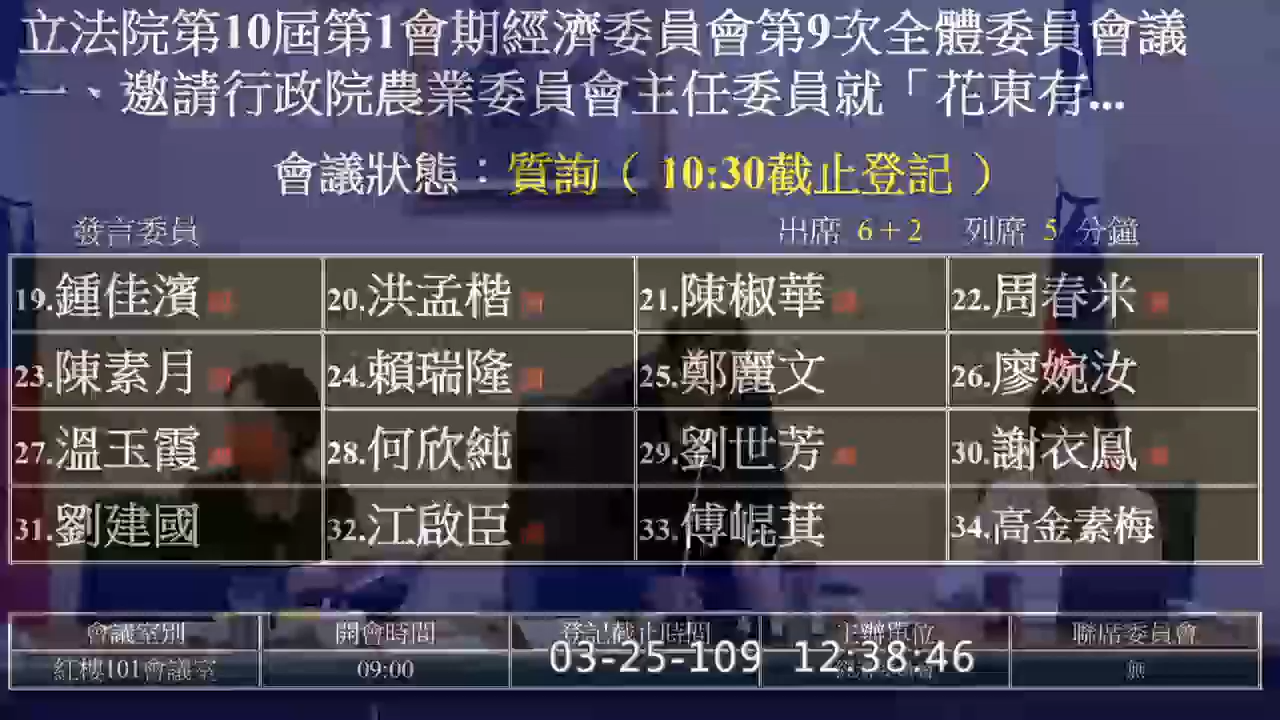 立法院第10屆第1會期經濟委員會第9次全體委員會議
一、邀請行政院農業委員會主任委員就「花東有...
會議狀態：質詢（ 10:30截止登記 ）
發言委員 出席 6+2 列席 5 分鐘
19.鍾佳濱 20.洪孟楷 21.陳椒華 22.周春米
23.陳素月 24.賴瑞隆 25.鄭麗文 26.廖婉汝
27.溫玉霞 28.何欣純 29.劉世芳 30.謝衣鳳
31.劉建國 32.江啟臣 33.傅崐萁 34.高金素梅
會議室別 開會時間 登記截止時間 主辦單位 聯席委員會
紅樓101會議室 09:00 無
03-25-109 12:38:46